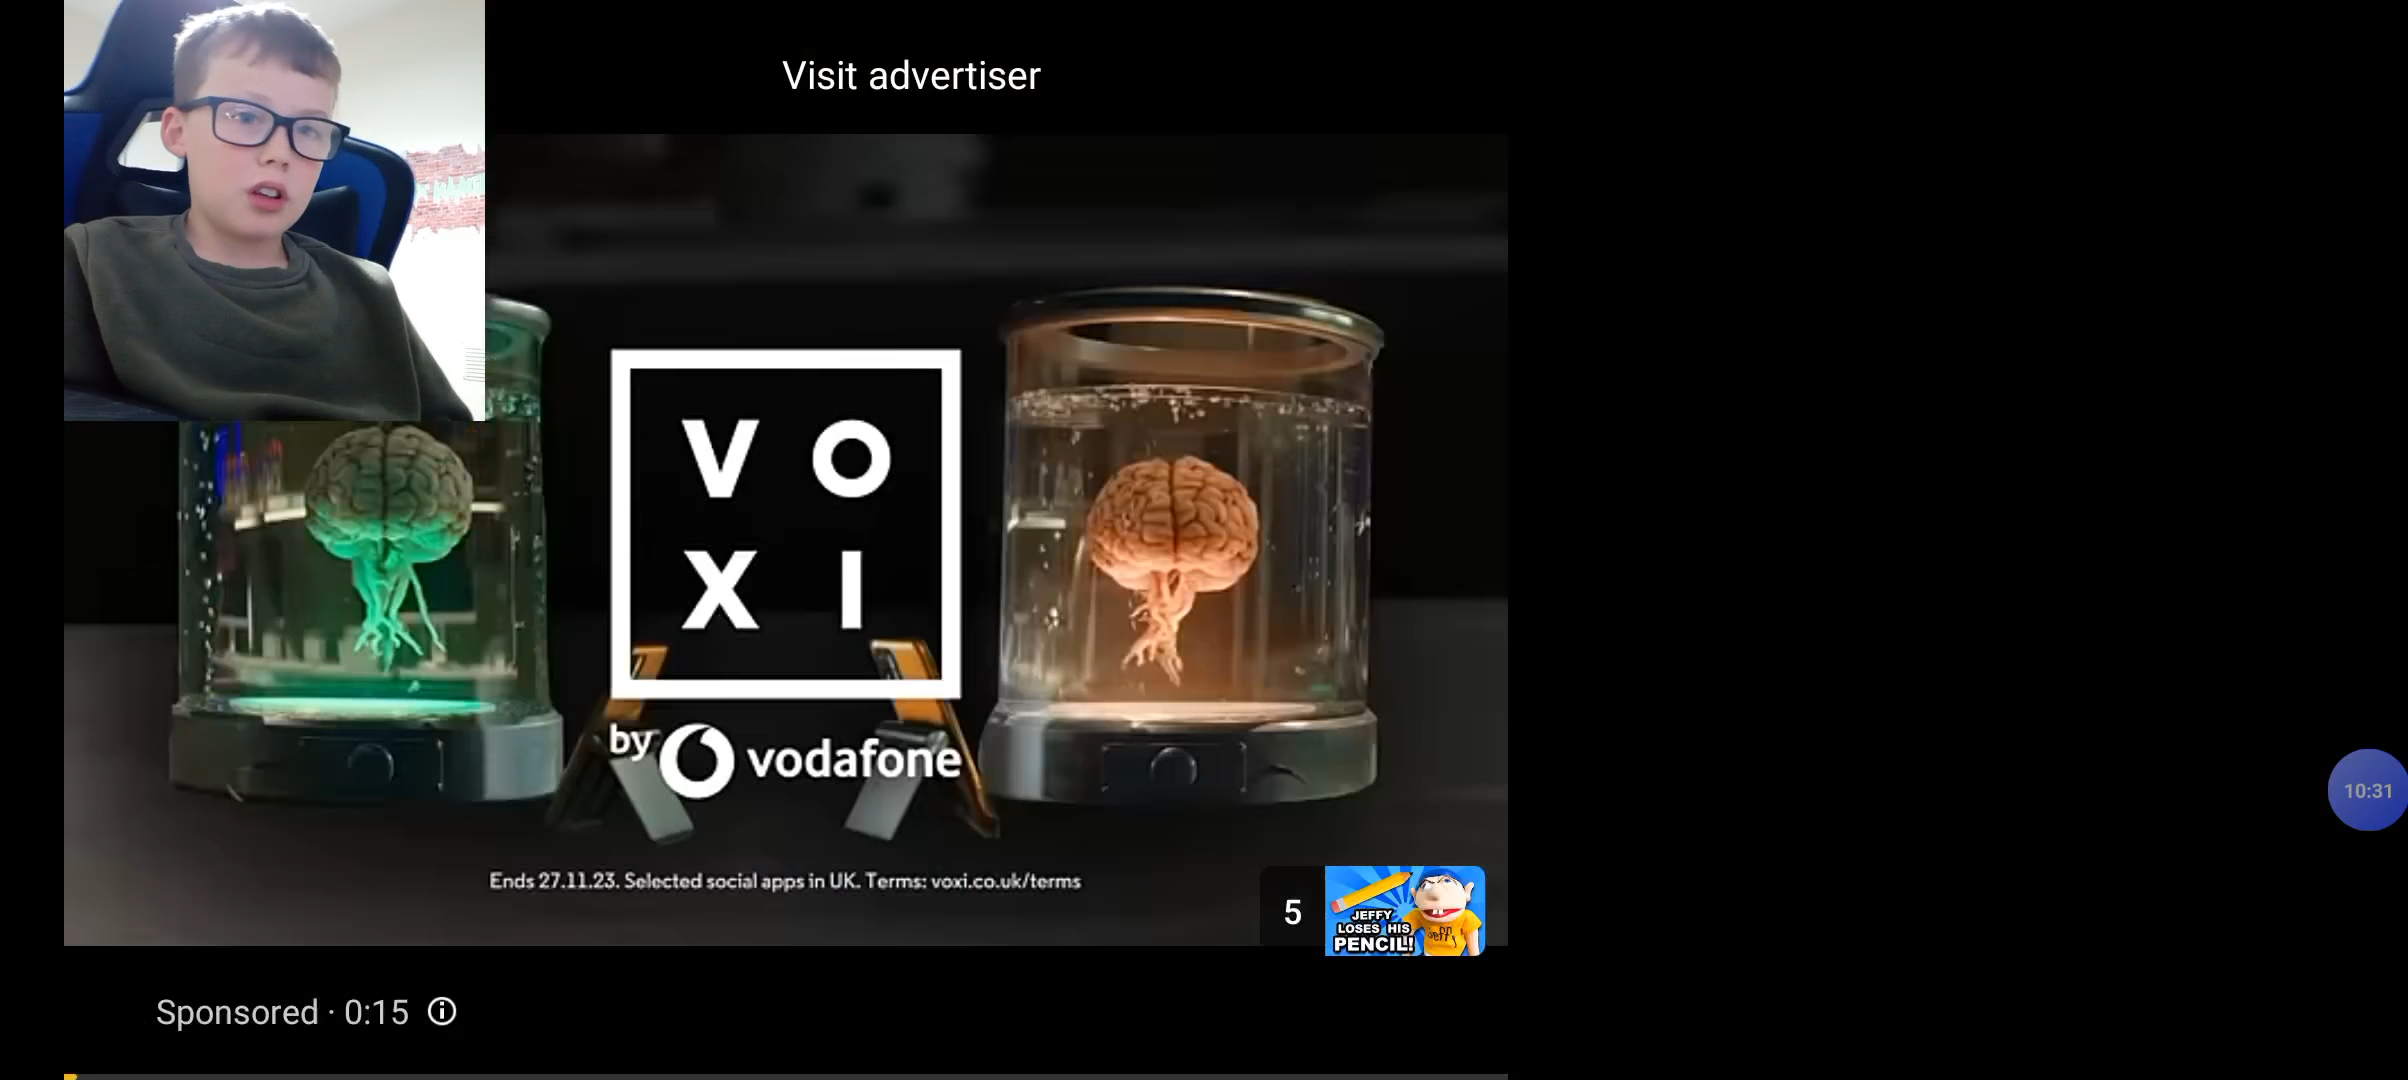 Visit advertiser
V O
X I
by vodafone
Ends 27.11.23. Selected social apps in UK. Terms: voxi.co.uk/terms
5
JEFFY
LOSES HIS
PENCIL!
Jeffy
10:31
Sponsored · 0:15